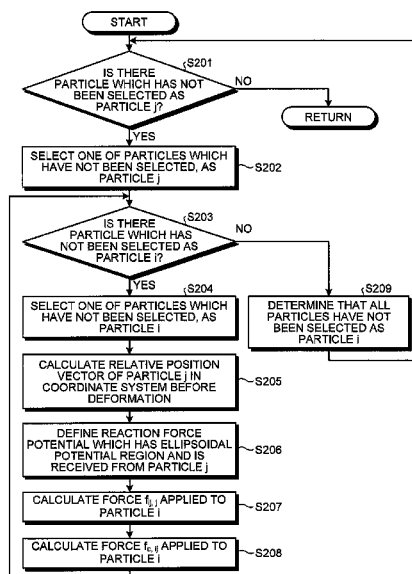 START
S201
IS THERE
PARTICLE WHICH HAS NOT
BEEN SELECTED AS
PARTICLE j?
NO
RETURN
YES
SELECT ONE OF PARTICLES WHICH
HAVE NOT BEEN SELECTED, AS
PARTICLE j
S202
S203
IS THERE
PARTICLE WHICH HAS
NOT BEEN SELECTED AS
PARTICLE i?
NO
YES
S204
SELECT ONE OF PARTICLES WHICH
HAVE NOT BEEN SELECTED, AS
PARTICLE i
S209
DETERMINE THAT ALL
PARTICLES HAVE NOT
BEEN SELECTED AS
PARTICLE i
CALCULATE RELATIVE POSITION
VECTOR OF PARTICLE j IN
COORDINATE SYSTEM BEFORE
DEFORMATION
S205
DEFINE REACTION FORCE
POTENTIAL WHICH HAS ELLIPSOIDAL
POTENTIAL REGION AND IS
RECEIVED FROM PARTICLE j
S206
CALCULATE FORCE fij, j APPLIED TO
PARTICLE i
S207
CALCULATE FORCE fc, ij APPLIED TO
PARTICLE i
S208